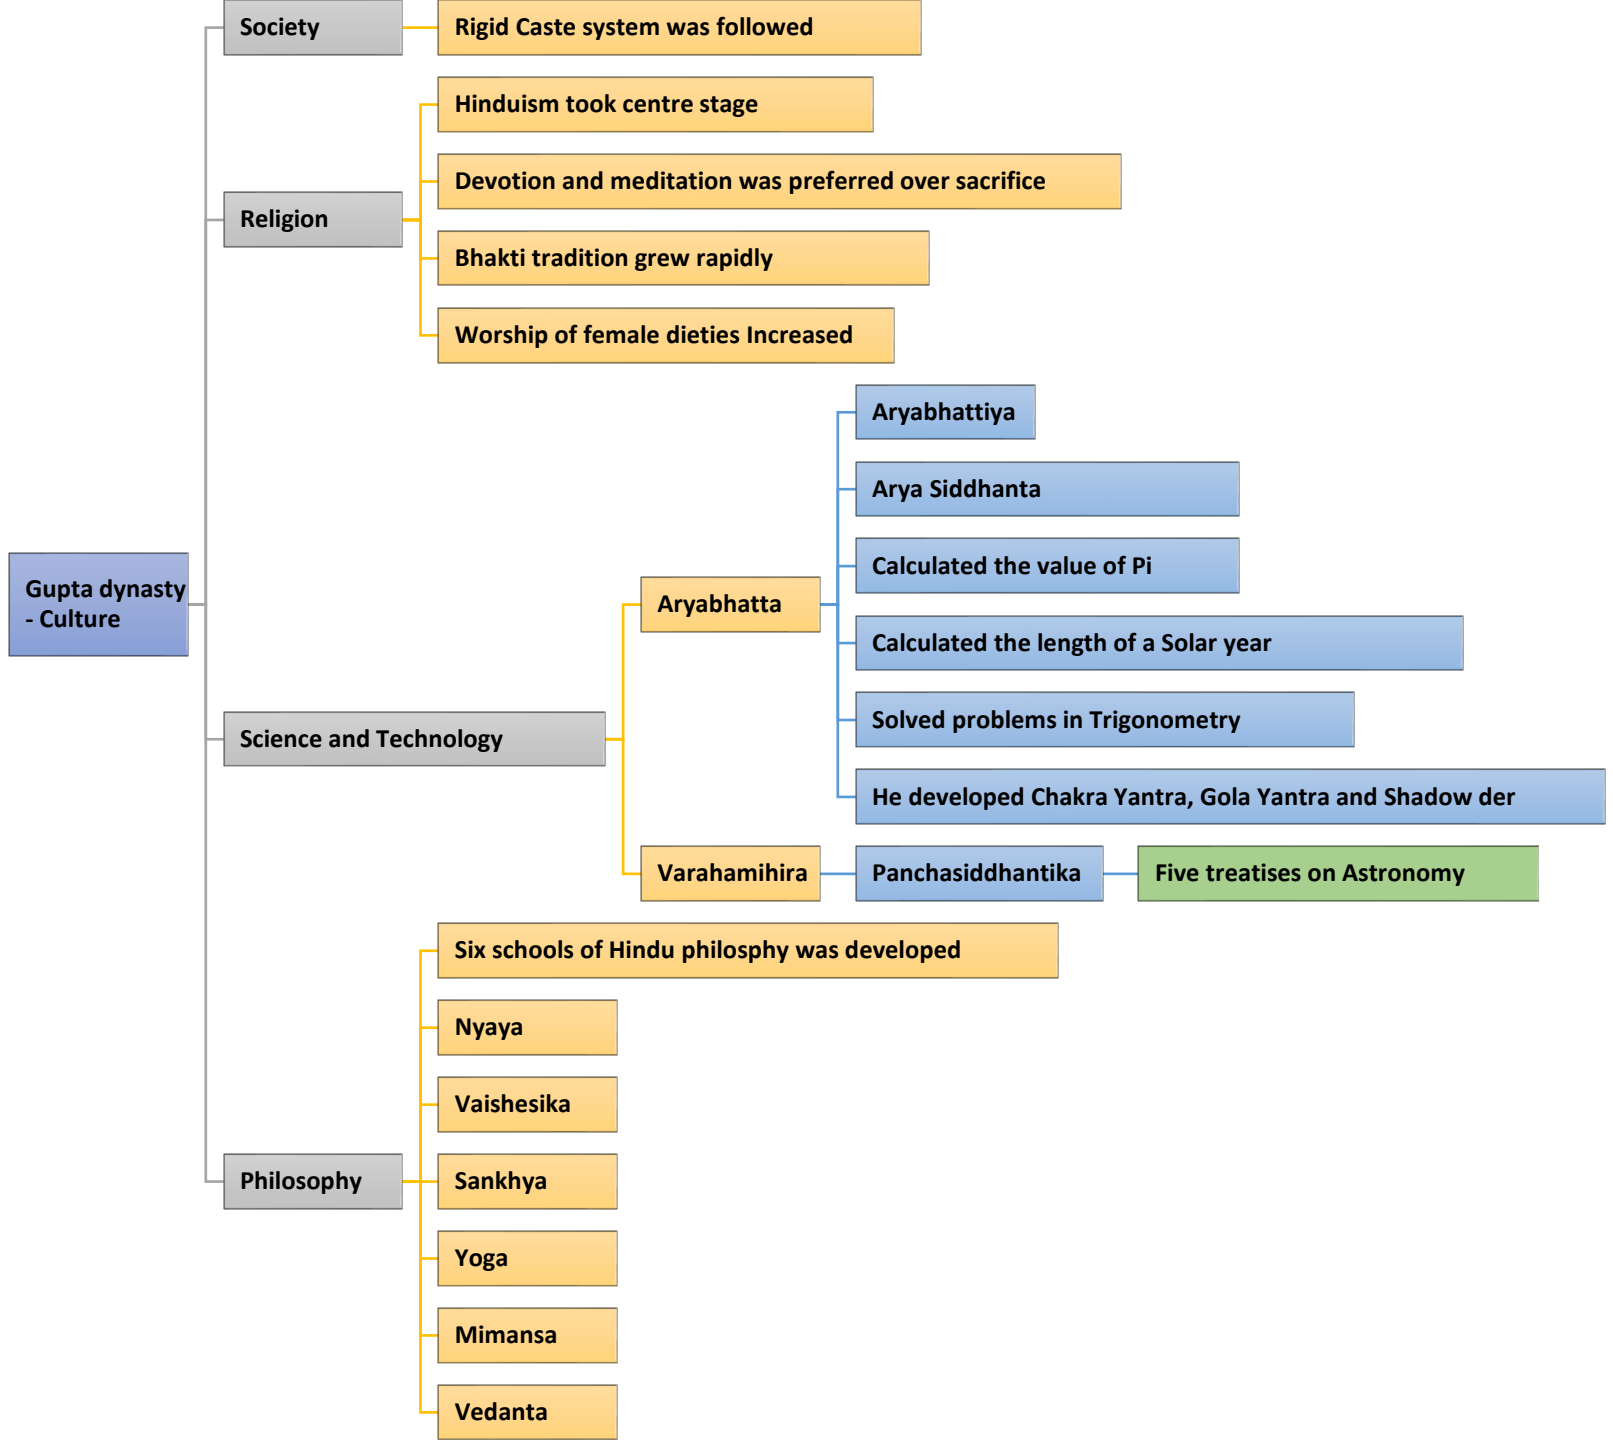 Society
Rigid Caste system was followed
Hinduism took centre stage
Devotion and meditation was preferred over sacrifice
Religion
Bhakti tradition grew rapidly
Worship of female dieties Increased
Aryabhattiya
Arya Siddhanta
Calculated the value of Pi
Gupta dynasty
- Culture
Aryabhatta
Calculated the length of a Solar year
Solved problems in Trigonometry
Science and Technology
He developed Chakra Yantra, Gola Yantra and Shadow der
Varahamihira
Panchasiddhantika
Five treatises on Astronomy
Six schools of Hindu philosphy was developed
Nyaya
Vaishesika
Philosophy
Sankhya
Yoga
Mimansa
Vedanta